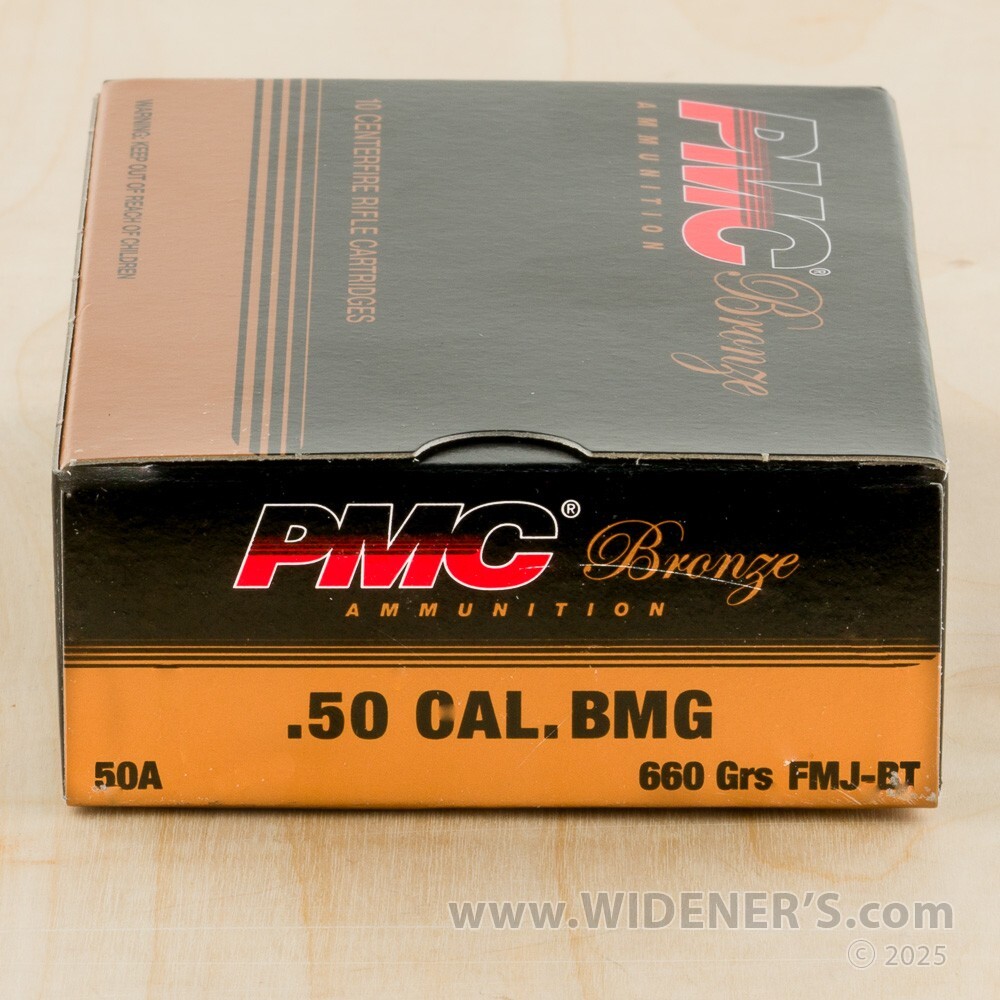 WARNING: KEEP OUT OF REACH OF CHILDREN
10 CENTERFIRE RIFLE CARTRIDGES
PMC® Bronze
AMMUNITION
PMC® Bronze
AMMUNITION
.50 CAL. BMG
50A 660 Grs FMJ-BT
www.WIDENER'S.com
© 2025